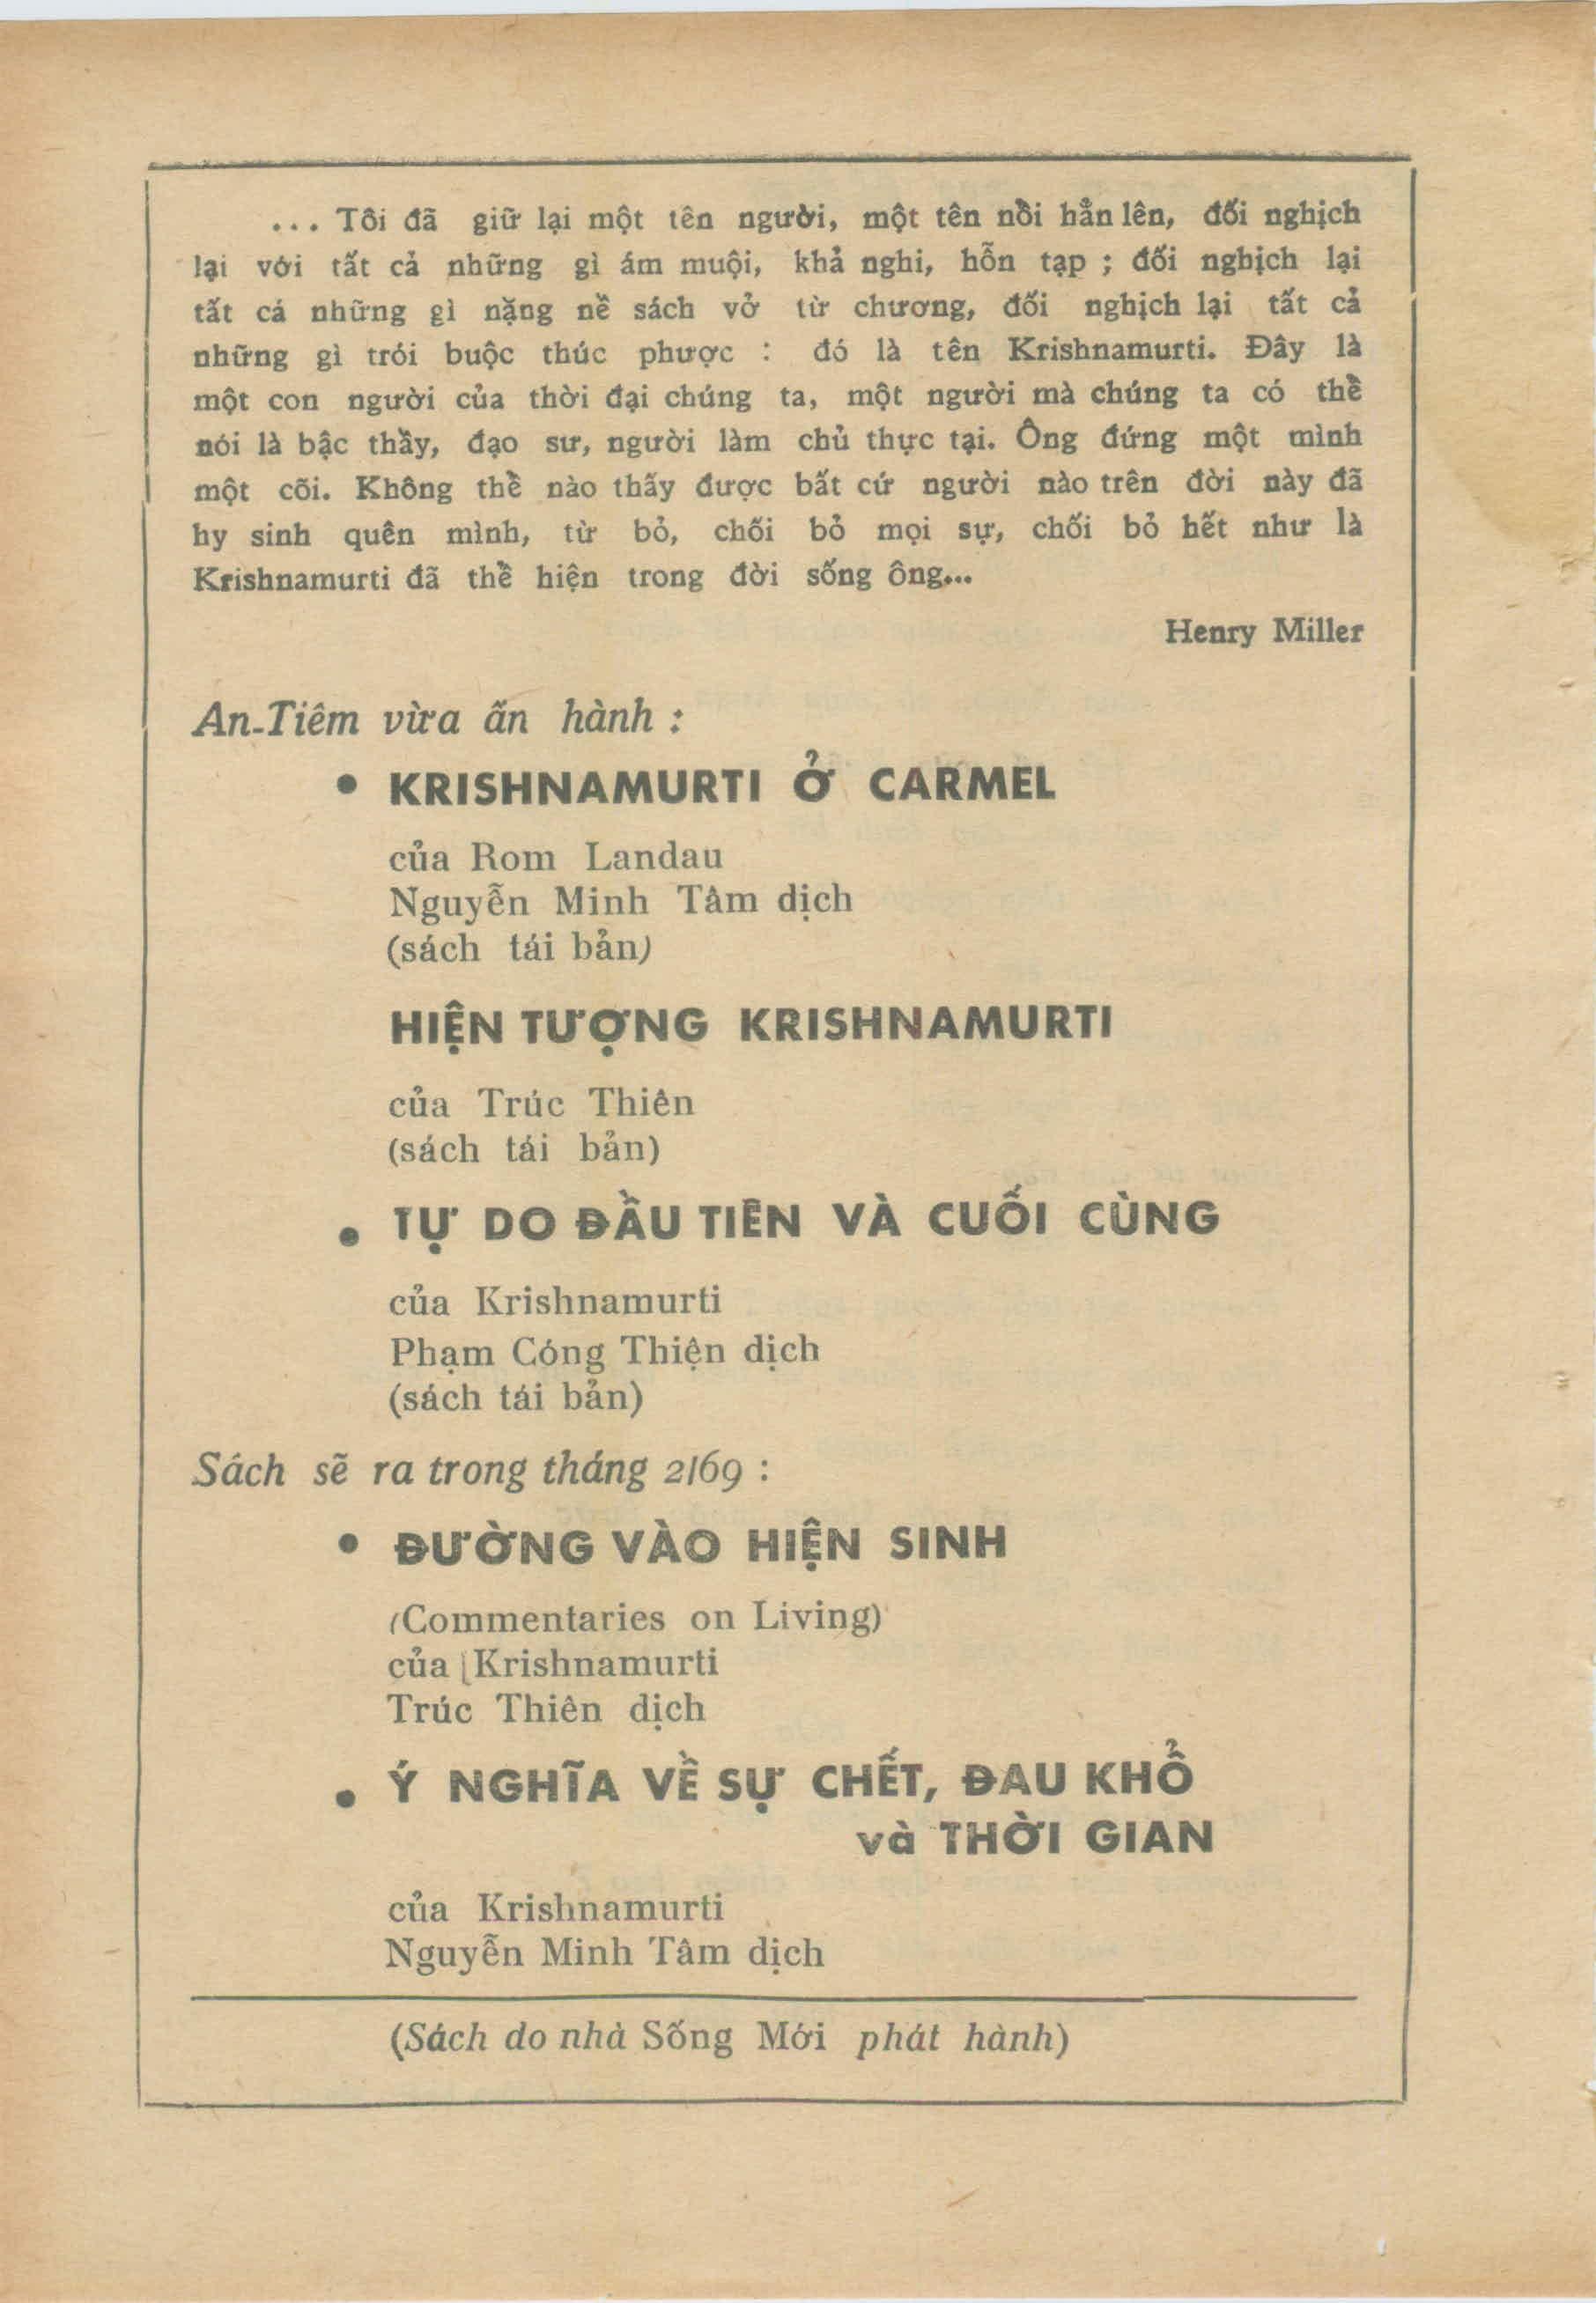 ... Tôi đã giữ lại một tên người, một tên nổi hẳn lên, đối nghịch
lại với tất cả những gì ám muội, khả nghi, hỗn tạp ; đối nghịch lại
tất cá những gì nặng nề sách vở từ chương, đối nghịch lại tất cả
những gì trói buộc thúc phược : đó là tên Krishnamurti. Đây là
một con người của thời đại chúng ta, một người mà chúng ta có thể
nói là bậc thầy, đạo sư, người làm chủ thực tại. Ông đứng một mình
một cõi. Không thể nào thấy được bất cứ người nào trên đời này đã
hy sinh quên mình, từ bỏ, chối bỏ mọi sự, chối bỏ hết như là
Krishnamurti đã thể hiện trong đời sống ông...
Henry Miller
An-Tiêm vừa ấn hành :
• KRISHNAMURTI Ở CARMEL
của Rom Landau
Nguyễn Minh Tâm dịch
(sách tái bản)
HIỆN TƯỢNG KRISHNAMURTI
của Trúc Thiên
(sách tái bản)
• TỰ DO ĐẦU TIÊN VÀ CUỐI CÙNG
của Krishnamurti
Phạm Công Thiện dịch
(sách tái bản)
Sách sẽ ra trong tháng 2/69 :
• ĐƯỜNG VÀO HIỆN SINH
(Commentaries on Living)
của Krishnamurti
Trúc Thiên dịch
• Ý NGHĨA VỀ SỰ CHẾT, ĐAU KHỔ
và THỜI GIAN
của Krishnamurti
Nguyễn Minh Tâm dịch
(Sách do nhà Sống Mới phát hành)